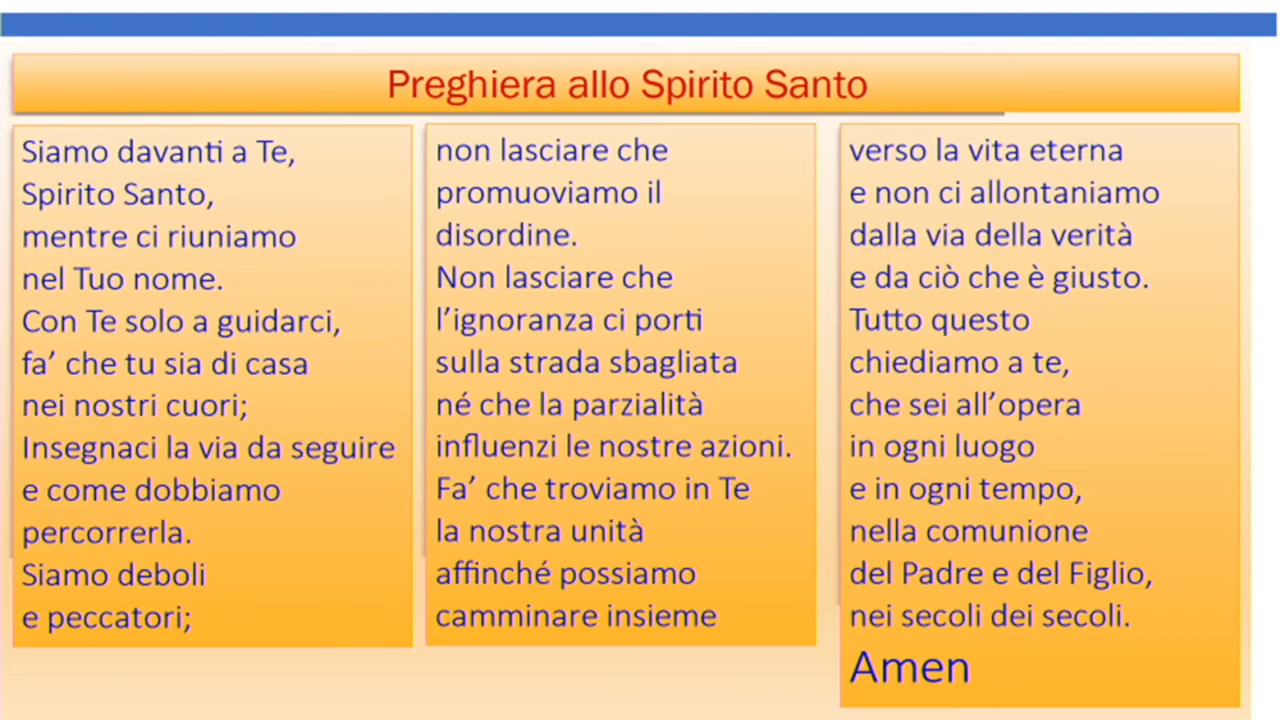 Preghiera allo Spirito Santo
Siamo davanti a Te,
Spirito Santo,
mentre ci riuniamo
nel Tuo nome.
Con Te solo a guidarci,
fa’ che tu sia di casa
nei nostri cuori;
Insegnaci la via da seguire
e come dobbiamo
percorrerla.
Siamo deboli
e peccatori;
non lasciare che
promuoviamo il
disordine.
Non lasciare che
l’ignoranza ci porti
sulla strada sbagliata
né che la parzialità
influenzi le nostre azioni.
Fa’ che troviamo in Te
la nostra unità
affinché possiamo
camminare insieme
verso la vita eterna
e non ci allontaniamo
dalla via della verità
e da ciò che è giusto.
Tutto questo
chiediamo a te,
che sei all’opera
in ogni luogo
e in ogni tempo,
nella comunione
del Padre e del Figlio,
nei secoli dei secoli.
Amen